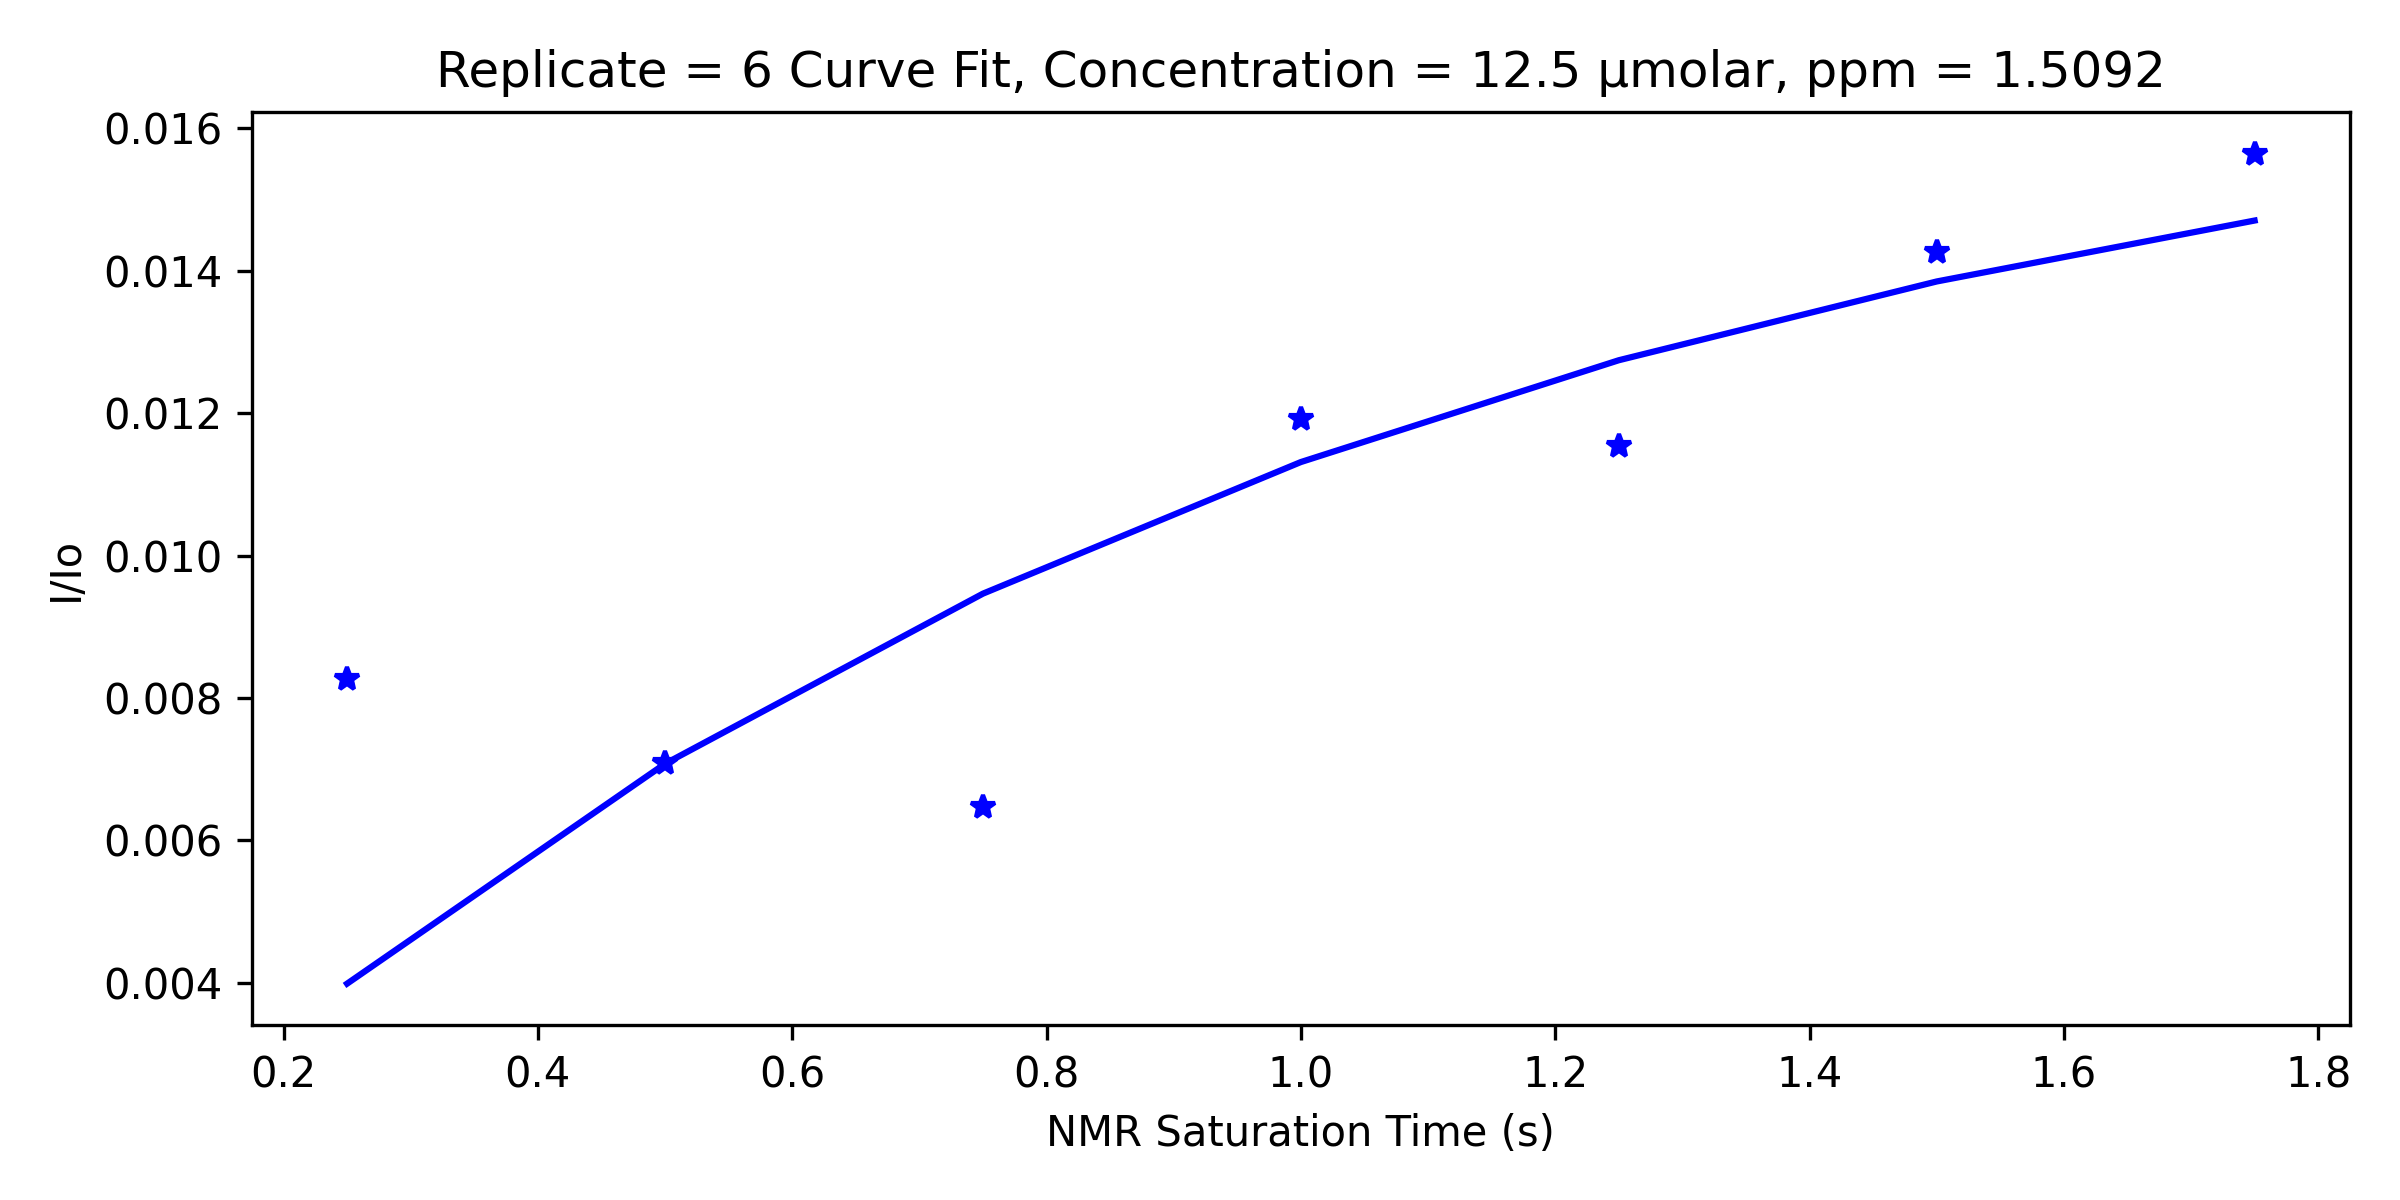 Replicate = 6 Curve Fit, Concentration = 12.5 μmolar, ppm = 1.5092
0.016
0.014
0.012
0.010
0.008
0.006
0.004
I/Io
0.2 0.4 0.6 0.8 1.0 1.2 1.4 1.6 1.8
NMR Saturation Time (s)